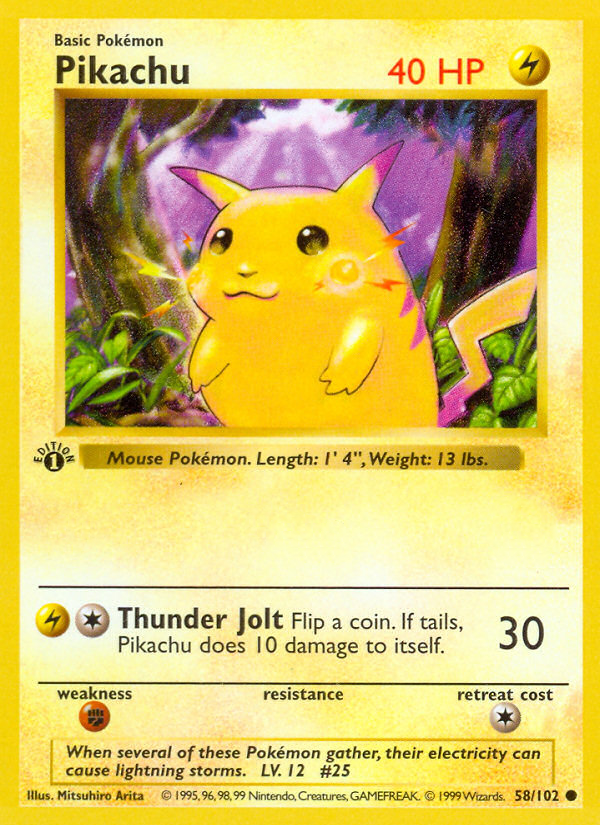 Basic Pokémon
Pikachu 40 HP
EDITION 1
Mouse Pokémon. Length: 1' 4", Weight: 13 lbs.
Thunder Jolt Flip a coin. If tails, 30
Pikachu does 10 damage to itself.
weakness resistance retreat cost
When several of these Pokémon gather, their electricity can
cause lightning storms. LV. 12 #25
Illus. Mitsuhiro Arita © 1995, 96, 98, 99 Nintendo, Creatures, GAMEFREAK. © 1999 Wizards. 58/102